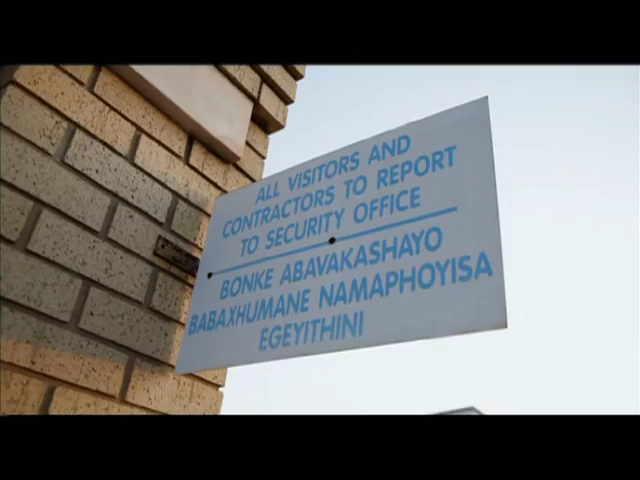 ALL VISITORS AND
CONTRACTORS TO REPORT
TO SECURITY OFFICE
BONKE ABAVAKASHAYO
BABAXHUMANE NAMAPHOYISA
EGEYITHINI